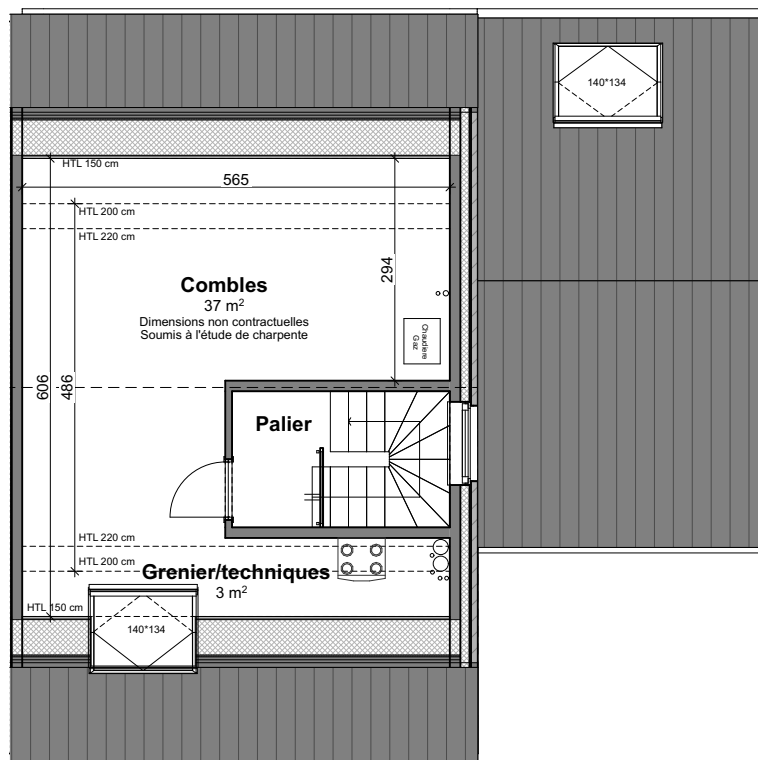 140*134
HTL 150 cm
565
HTL 200 cm
HTL 220 cm
294
Combles
37 m²
Dimensions non contractuelles
Soumis à l'étude de charpente
Chaudiere
Gaz
606
486
Palier
HTL 220 cm
HTL 200 cm
Grenier/techniques
3 m²
HTL 150 cm
140*134